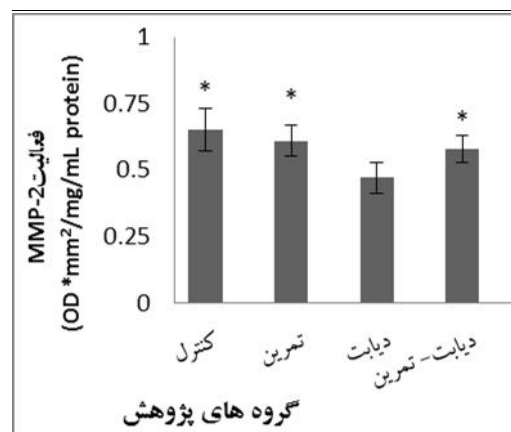 فعالیت MMP-2
(OD *mm²/mg/mL protein)
1
*
*
*
0.75
0.5
0.25
0
کنترل
تمرین
دیابت
دیابت- تمرین
گروه های پژوهش